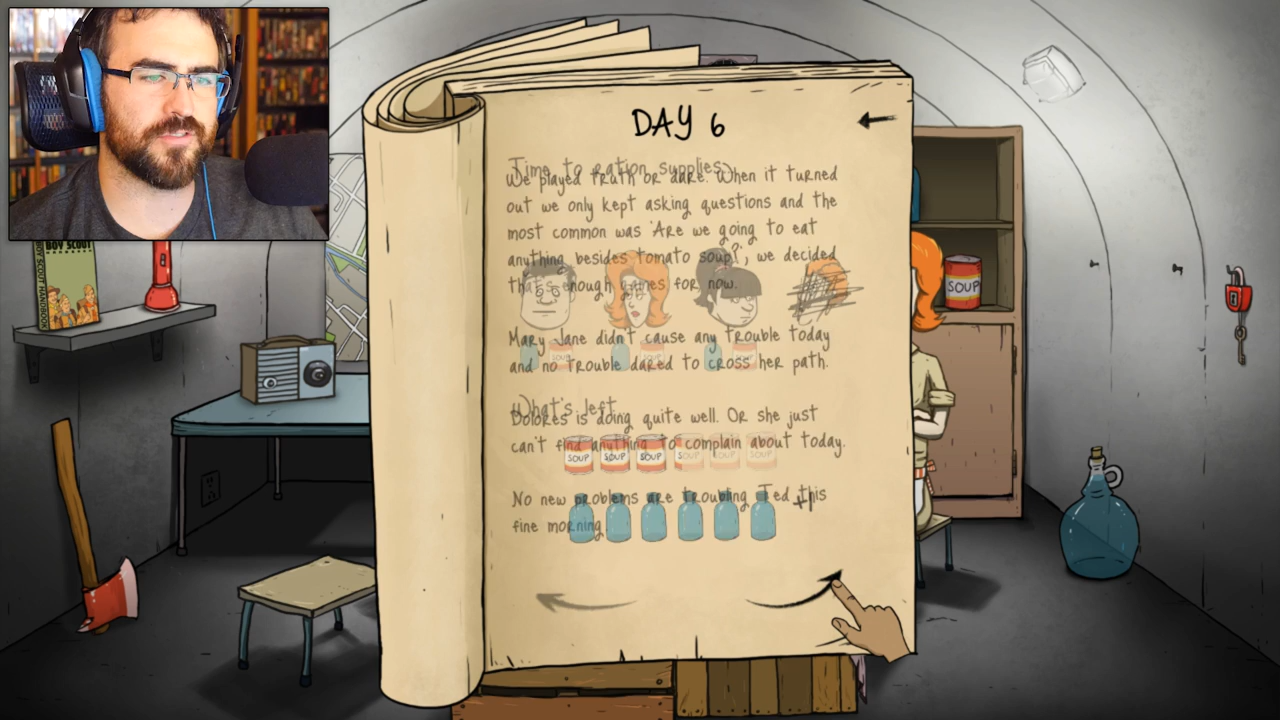 DAY 6
Time to ration supplies
We played truth or dare. When it turned
out we only kept asking questions and the
most common was 'Are we going to eat
anything besides tomato soup?', we decided
that's enough games for now.
Mary Jane didn't cause any trouble today
and no trouble dared to cross her path.
What's left
Dolores is doing quite well. Or she just
can't find anything to complain about today.
SOUP SOUP SOUP SOUP
No new problems are troubling Ted this
fine morning.
BOY SCOUT
BOY SCOUT HANDBOOK
SOUP